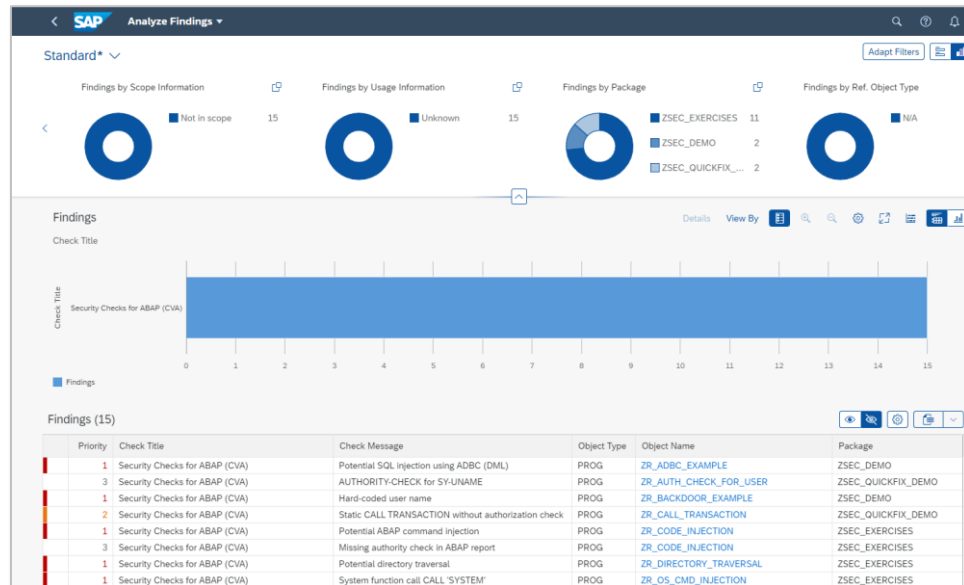 SAP Analyze Findings
Standard*
Adapt Filters
Findings by Scope Information
Not in scope 15
Findings by Usage Information
Unknown 15
Findings by Package
ZSEC_EXERCISES 11
ZSEC_DEMO 2
ZSEC_QUICKFIX_... 2
Findings by Ref. Object Type
N/A
Findings
Details View By
Check Title
Check Title
Security Checks for ABAP (CVA)
0 1 2 3 4 5 6 7 8 9 10 11 12 13 14 15
Findings
Findings (15)
Priority Check Title Check Message Object Type Object Name Package
1 Security Checks for ABAP (CVA) Potential SQL injection using ADBC (DML) PROG ZR_ADBC_EXAMPLE ZSEC_DEMO
3 Security Checks for ABAP (CVA) AUTHORITY-CHECK for SY-UNAME PROG ZR_AUTH_CHECK_FOR_USER ZSEC_QUICKFIX_DEMO
1 Security Checks for ABAP (CVA) Hard-coded user name PROG ZR_BACKDOOR_EXAMPLE ZSEC_DEMO
2 Security Checks for ABAP (CVA) Static CALL TRANSACTION without authorization check PROG ZR_CALL_TRANSACTION ZSEC_QUICKFIX_DEMO
1 Security Checks for ABAP (CVA) Potential ABAP command injection PROG ZR_CODE_INJECTION ZSEC_EXERCISES
3 Security Checks for ABAP (CVA) Missing authority check in ABAP report PROG ZR_CODE_INJECTION ZSEC_EXERCISES
1 Security Checks for ABAP (CVA) Potential directory traversal PROG ZR_DIRECTORY_TRAVERSAL ZSEC_EXERCISES
1 Security Checks for ABAP (CVA) System function call CALL 'SYSTEM' PROG ZR_OS_CMD_INJECTION ZSEC_EXERCISES